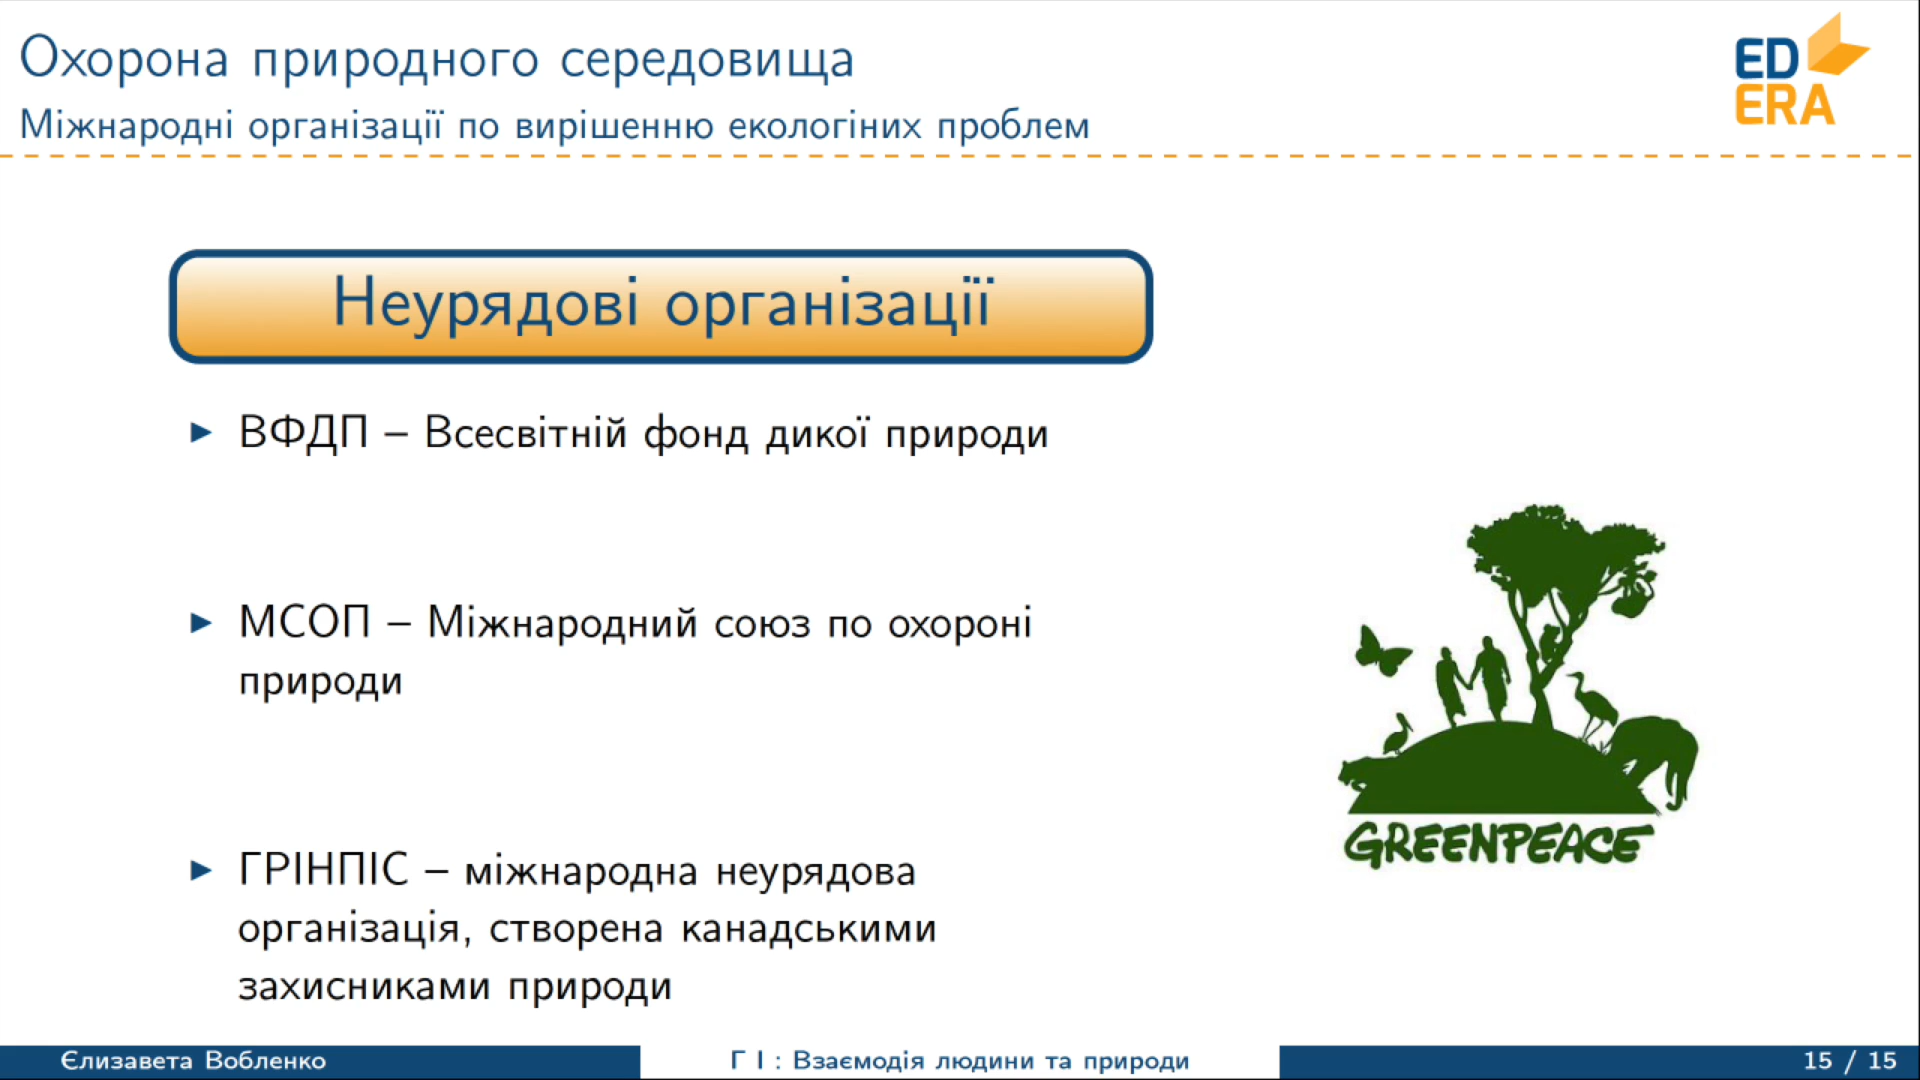 Охорона природного середовища
Міжнародні організації по вирішенню екологіних проблем
ED
ERA
Неурядові організації
ВФДП – Всесвітній фонд дикої природи
МСОП – Міжнародний союз по охороні
природи
ГРІНПІС – міжнародна неурядова
організація, створена канадськими
захисниками природи
GREENPEACE
Єлизавета Вобленко
Г І : Взаємодія людини та природи
15 / 15